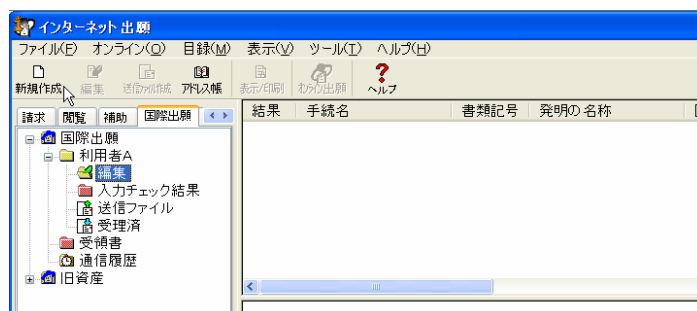 インターネット出願
ファイル(F) オンライン(O) 目録(M) 表示(V) ツール(T) ヘルプ(H)
新規作成 編集 送信ファイル作成 アドレス帳 表示/印刷 オンライン出願 ヘルプ
請求 閲覧 補助 国際出願
結果 手続名 書類記号 発明の名称
国際出願
利用者A
編集
入力チェック結果
送信ファイル
受理済
受領書
通信履歴
旧資産